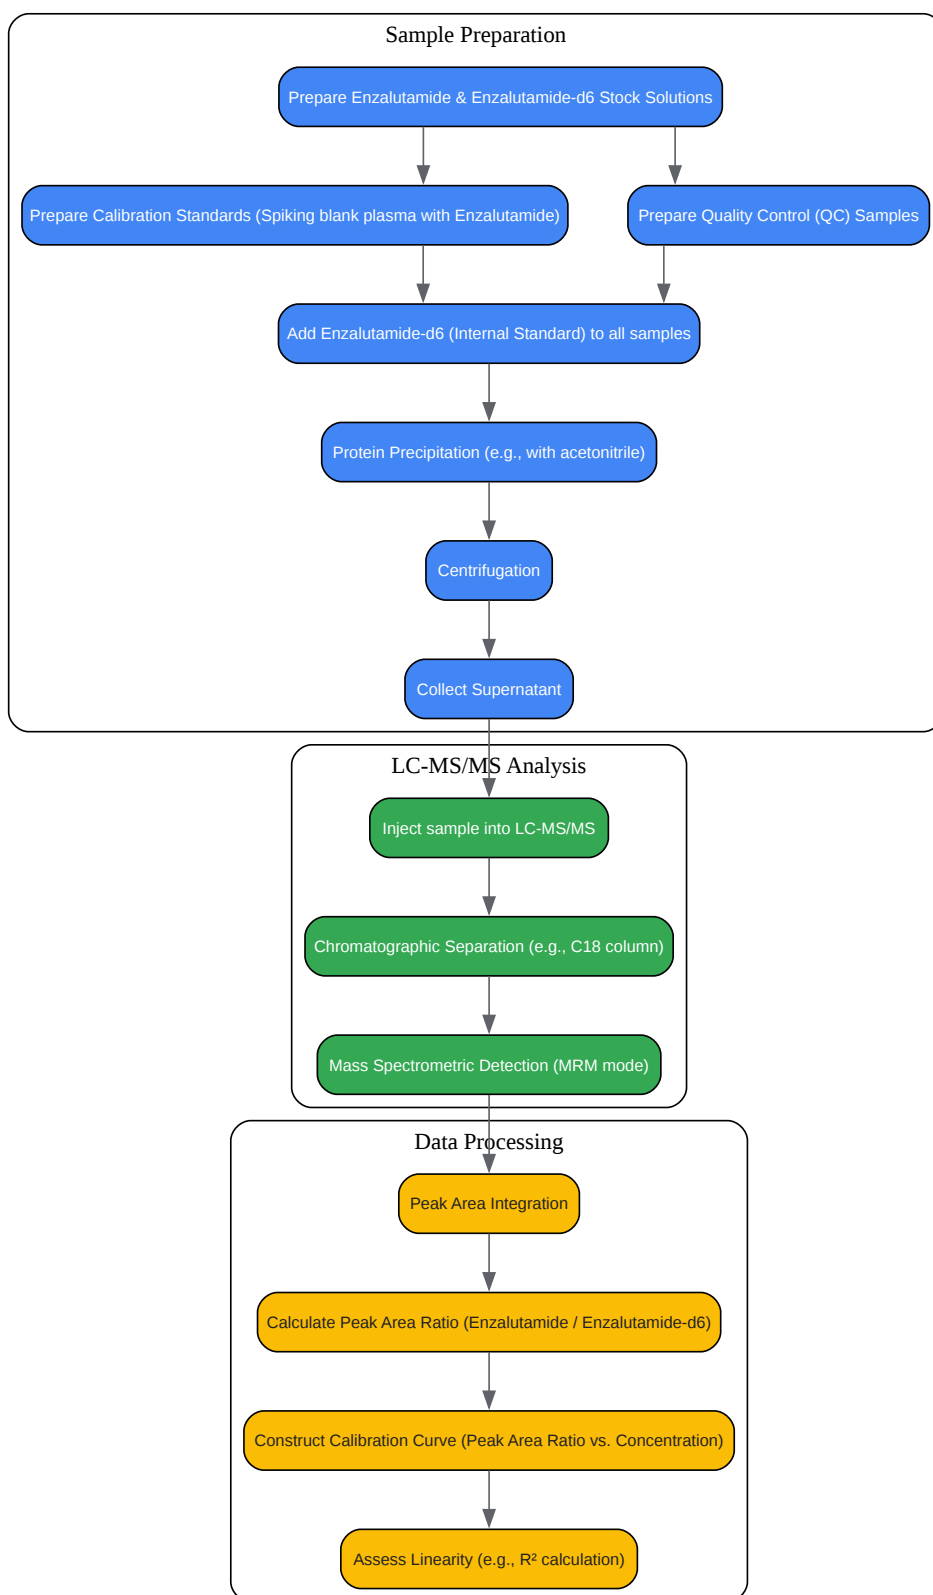 Sample Preparation
Prepare Enzalutamide & Enzalutamide-d6 Stock Solutions
Prepare Calibration Standards (Spiking blank plasma with Enzalutamide)
Prepare Quality Control (QC) Samples
Add Enzalutamide-d6 (Internal Standard) to all samples
Protein Precipitation (e.g., with acetonitrile)
Centrifugation
Collect Supernatant
LC-MS/MS Analysis
Inject sample into LC-MS/MS
Chromatographic Separation (e.g., C18 column)
Mass Spectrometric Detection (MRM mode)
Data Processing
Peak Area Integration
Calculate Peak Area Ratio (Enzalutamide / Enzalutamide-d6)
Construct Calibration Curve (Peak Area Ratio vs. Concentration)
Assess Linearity (e.g., R² calculation)